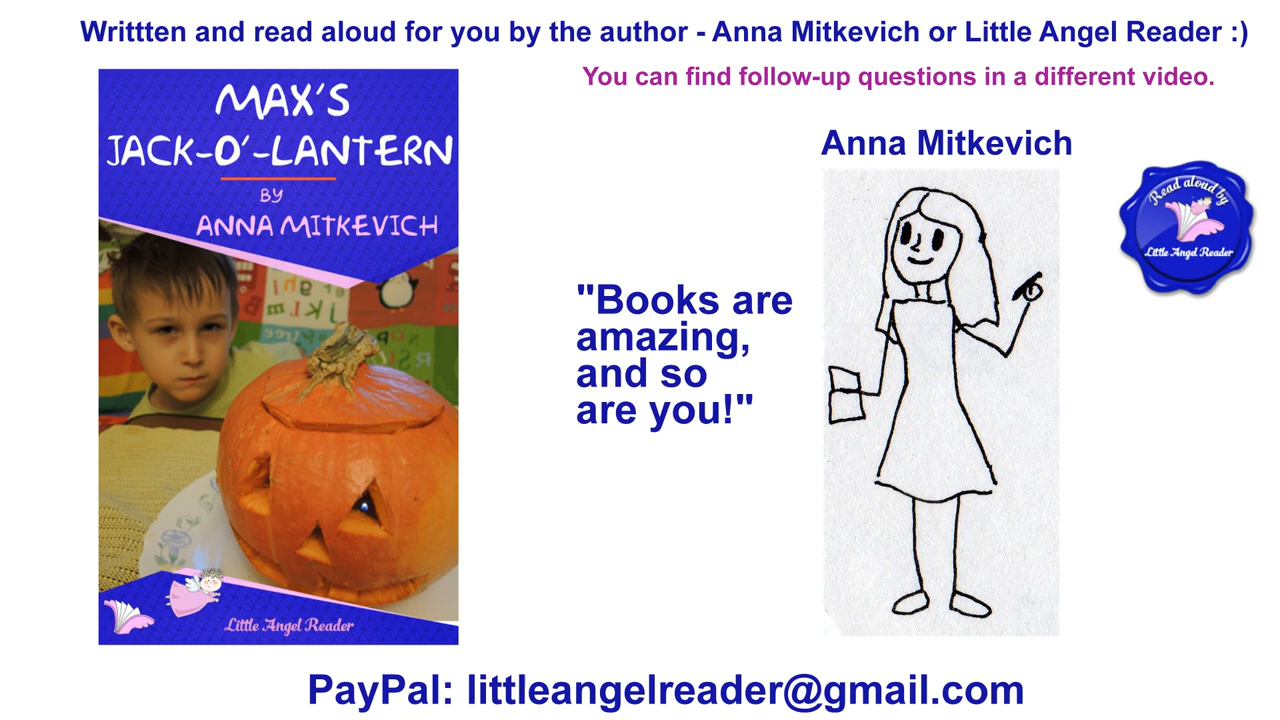 Writtten and read aloud for you by the author - Anna Mitkevich or Little Angel Reader :)
You can find follow-up questions in a different video.
MAX'S
JACK-O'-LANTERN
BY
ANNA MITKEVICH
Little Angel Reader
"Books are
amazing,
and so
are you!"
Anna Mitkevich
Read aloud by
Little Angel Reader
PayPal: littleangelreader@gmail.com